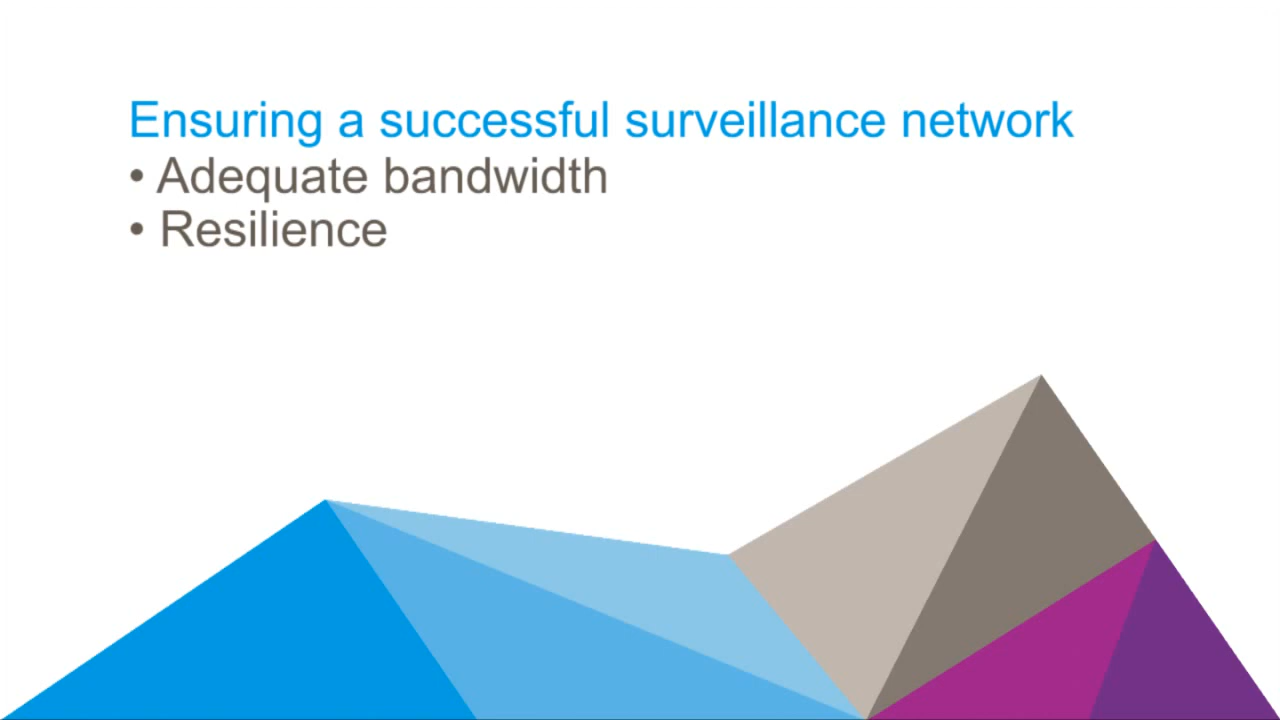 Ensuring a successful surveillance network
• Adequate bandwidth
• Resilience